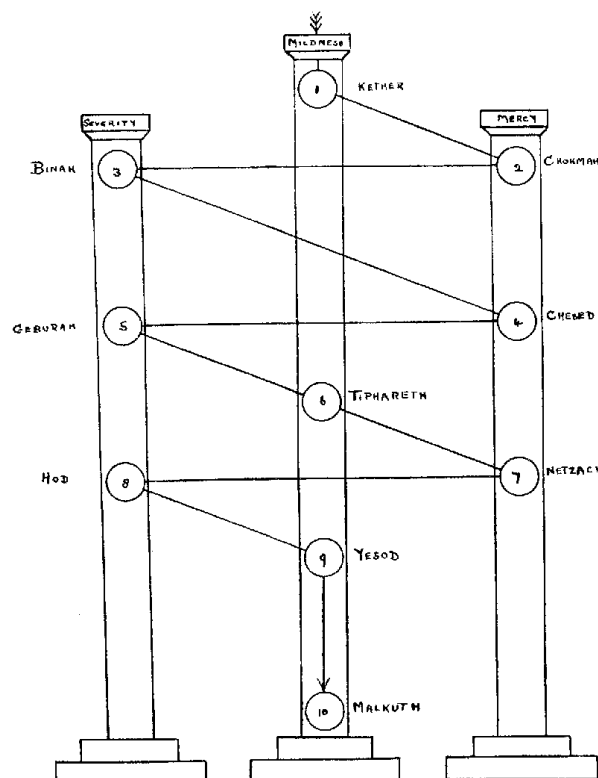 MILDNESS
1 KETHER
SEVERITY MERCY
BINAH 3 2 CHOKMAH
GEBURAH 5 4 CHESED
6 TIPHARETH
HOD 8 7 NETZACH
9 YESOD
10 MALKUTH